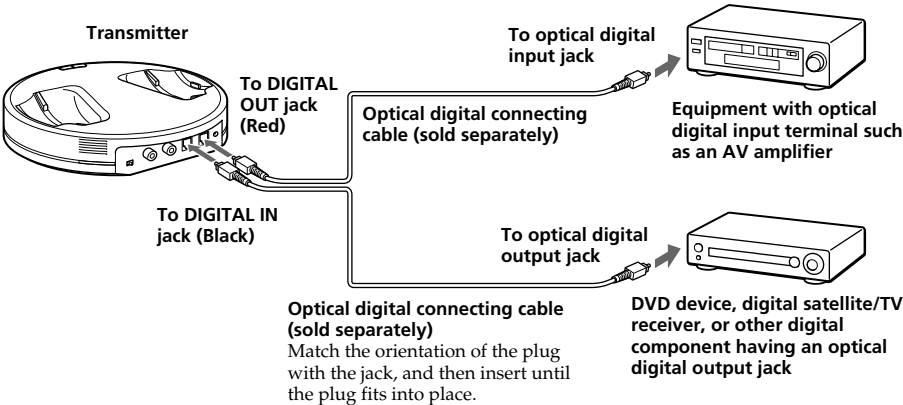 Transmitter
To DIGITAL
OUT jack
(Red)
To optical digital
input jack
Optical digital connecting
cable (sold separately)
Equipment with optical
digital input terminal such
as an AV amplifier
To DIGITAL IN
jack (Black)
To optical digital
output jack
Optical digital connecting cable
(sold separately)
Match the orientation of the plug
with the jack, and then insert until
the plug fits into place.
DVD device, digital satellite/TV
receiver, or other digital
component having an optical
digital output jack